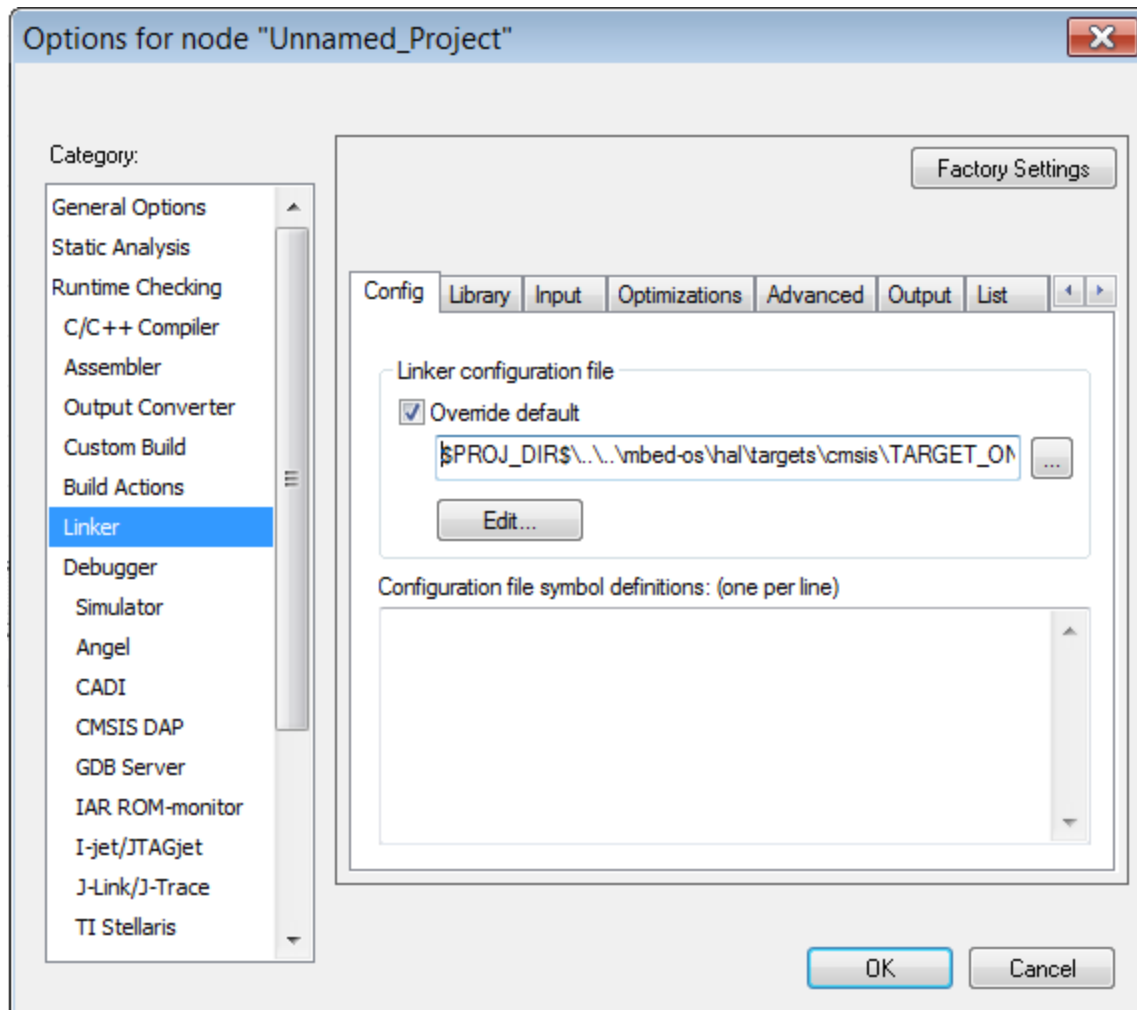 Options for node "Unnamed_Project"
Category:
General Options
Static Analysis
Runtime Checking
C/C++ Compiler
Assembler
Output Converter
Custom Build
Build Actions
Linker
Debugger
Simulator
Angel
CADI
CMSIS DAP
GDB Server
IAR ROM-monitor
I-jet/JTAGjet
J-Link/J-Trace
TI Stellaris
Factory Settings
Config Library Input Optimizations Advanced Output List
Linker configuration file
Override default
$PROJ_DIR$\..\..\mbed-os\hal\targets\cmsis\TARGET_ON
...
Edit...
Configuration file symbol definitions: (one per line)
OK Cancel